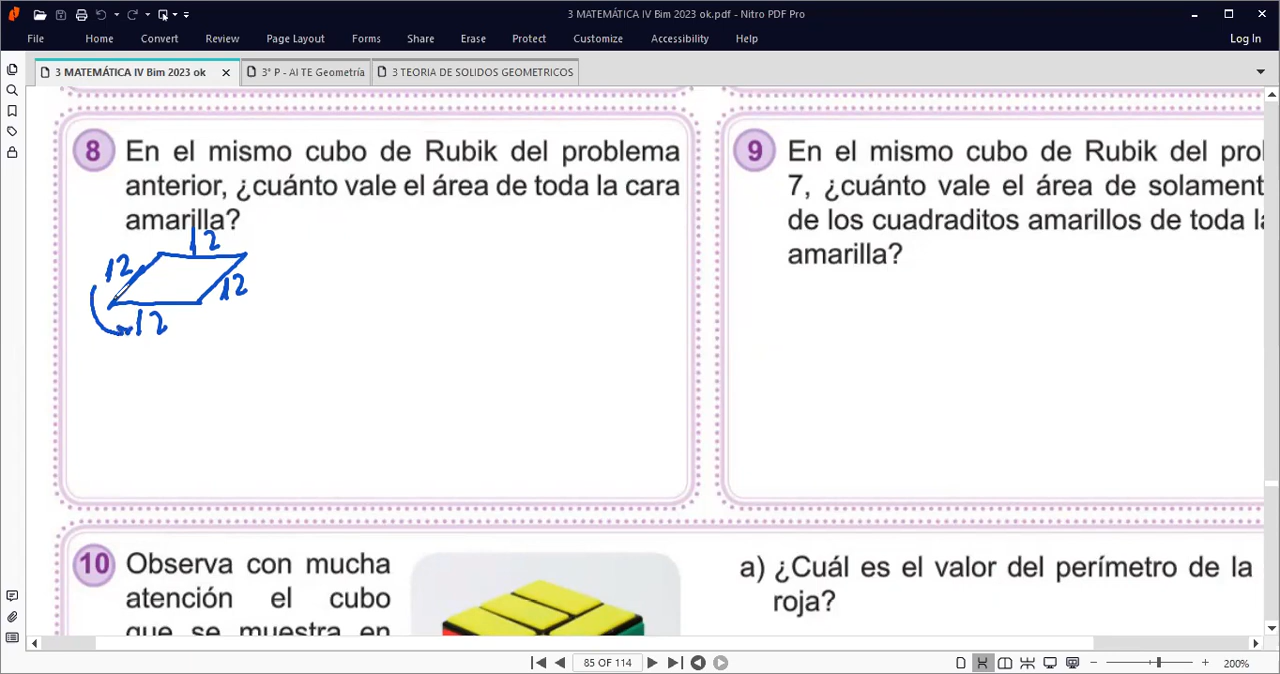 3 MATEMÁTICA IV Bim 2023 ok.pdf - Nitro PDF Pro
File Home Convert Review Page Layout Forms Share Erase Protect Customize Accessibility Help Log In
3 MATEMÁTICA IV Bim 2023 ok x 3° P - AI TE Geometría 3 TEORIA DE SOLIDOS GEOMETRICOS
8 En el mismo cubo de Rubik del problema
anterior, ¿cuánto vale el área de toda la cara
amarilla?
12
12
12
12
9 En el mismo cubo de Rubik del pro
7, ¿cuánto vale el área de solament
de los cuadraditos amarillos de toda l
amarilla?
10 Observa con mucha
atención el cubo
que se muestra en
a) ¿Cuál es el valor del perímetro de la
roja?
85 OF 114
200%